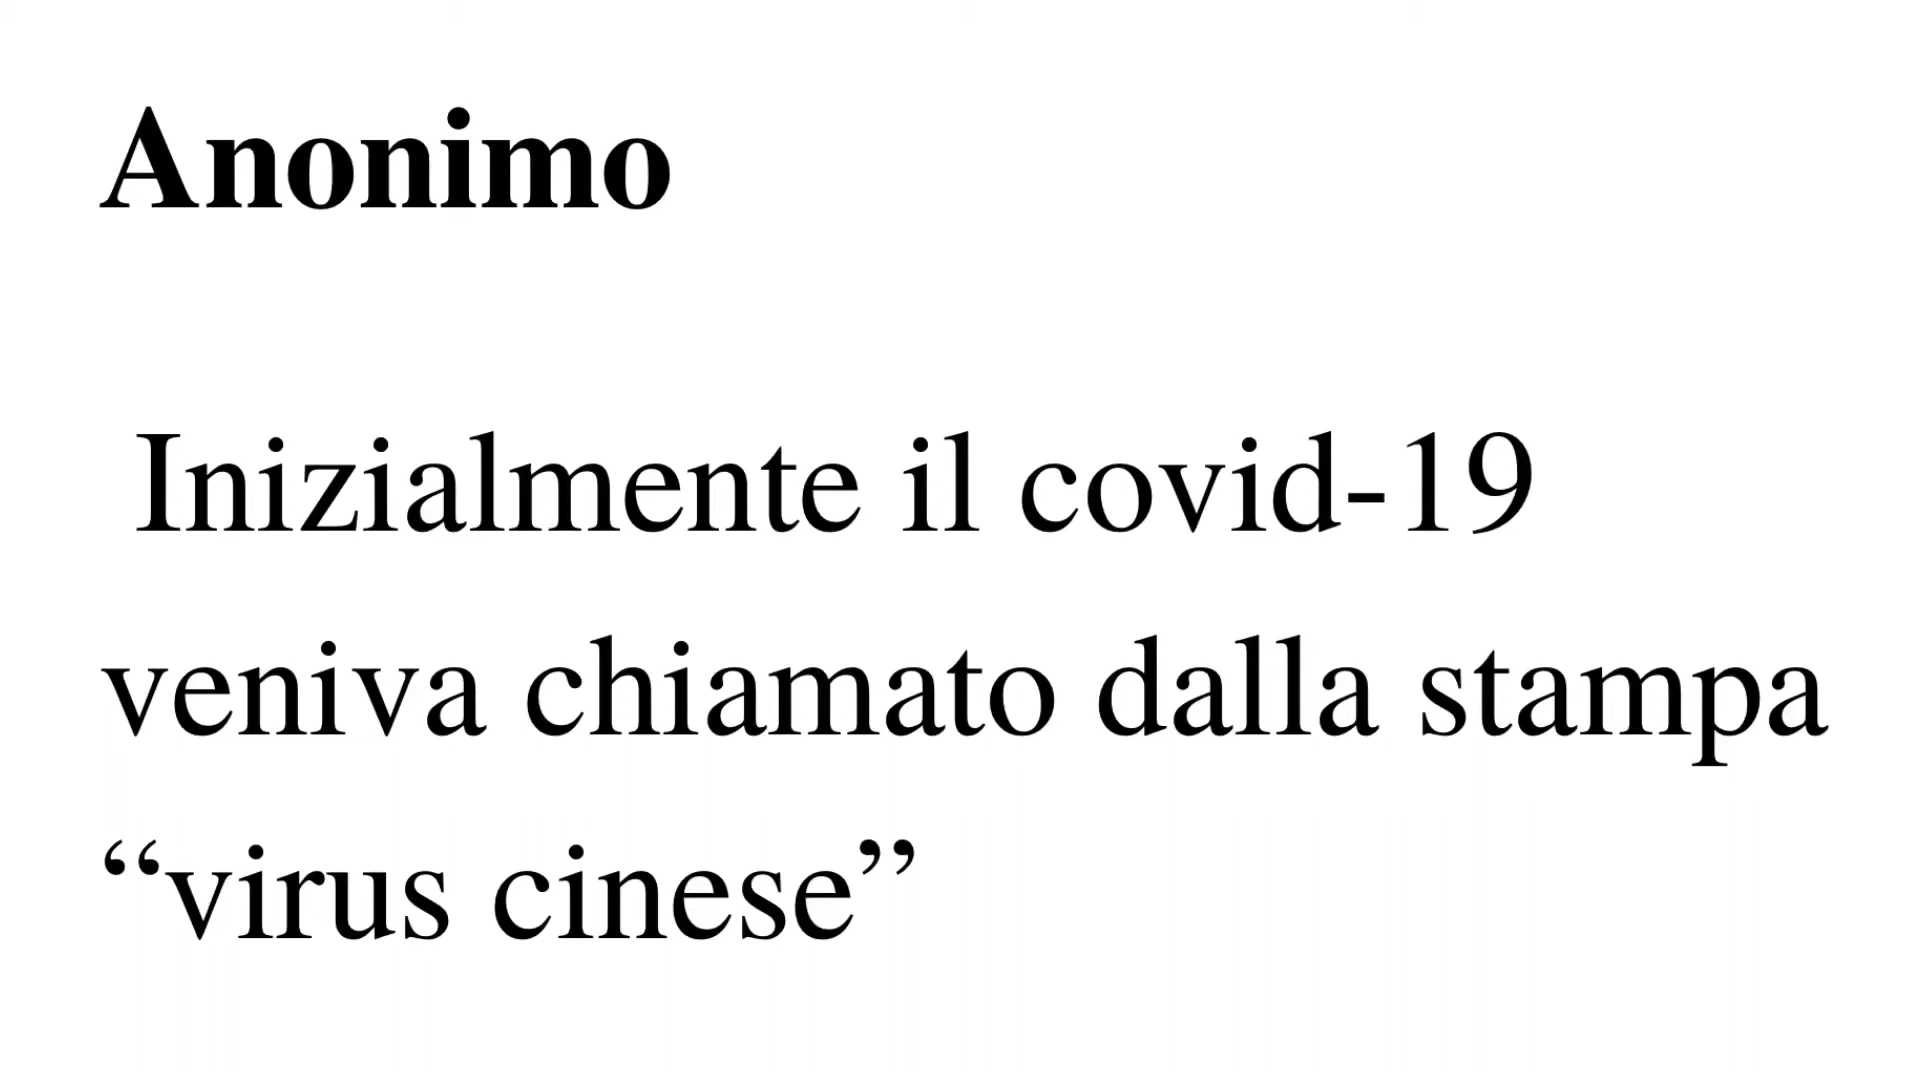 Anonimo
Inizialmente il covid-19
veniva chiamato dalla stampa
“virus cinese”